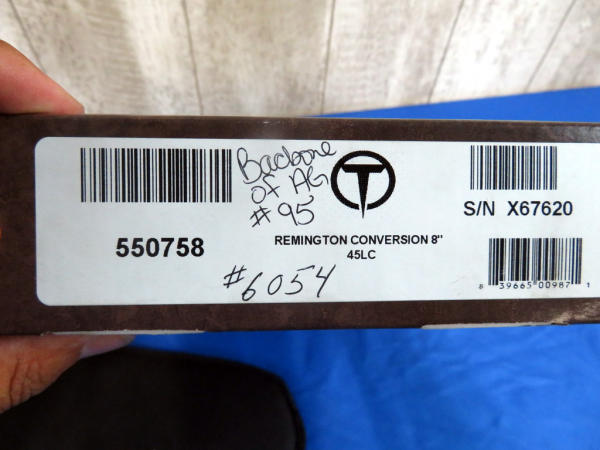 Backbone
of AG
#95
T
550758
REMINGTON CONVERSION 8"
45LC
#6054
S/N X67620
8 39665 00987 1